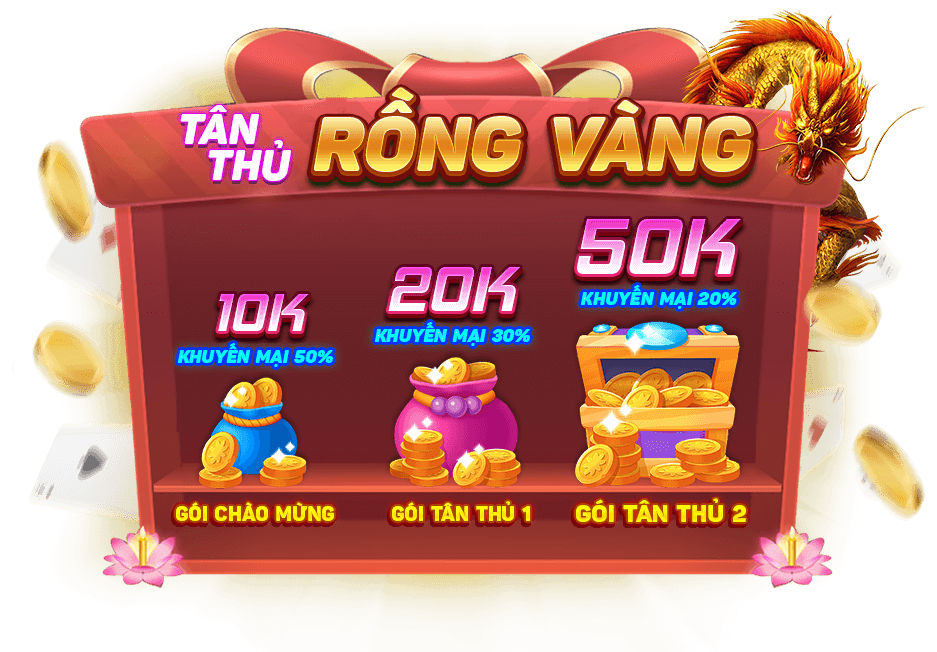 TÂN
THỦ
RỒNG VÀNG
10K
KHUYẾN MẠI 50%
20K
KHUYẾN MẠI 30%
50K
KHUYẾN MẠI 20%
GÓI CHÀO MỪNG
GÓI TÂN THỦ 1
GÓI TÂN THỦ 2